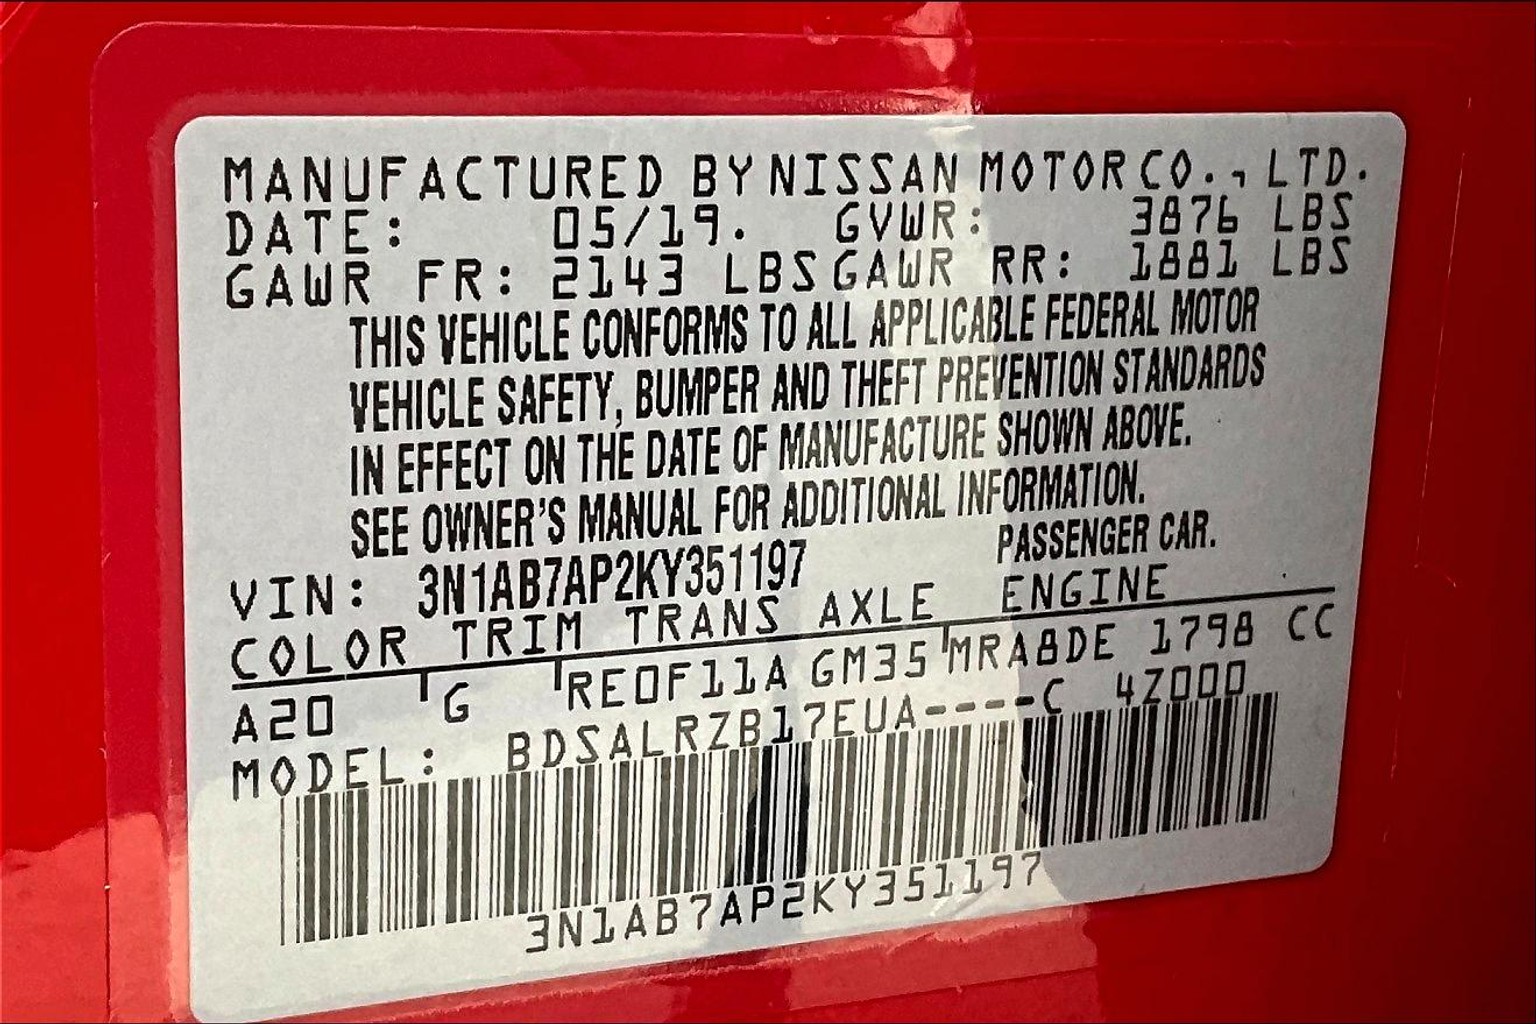 MANUFACTURED BY NISSAN MOTOR CO., LTD.
DATE: 05/19. GVWR: 3876 LBS
GAWR FR: 2143 LBS GAWR RR: 1881 LBS
THIS VEHICLE CONFORMS TO ALL APPLICABLE FEDERAL MOTOR
VEHICLE SAFETY, BUMPER AND THEFT PREVENTION STANDARDS
IN EFFECT ON THE DATE OF MANUFACTURE SHOWN ABOVE.
SEE OWNER'S MANUAL FOR ADDITIONAL INFORMATION.
VIN: 3N1AB7AP2KY351197 PASSENGER CAR.
COLOR TRIM TRANS AXLE ENGINE
A20 G RE0F11A GM35 MRA8DE 1798 CC
MODEL: BDSALRZB17EUA----C 4Z000
3N1AB7AP2KY351197